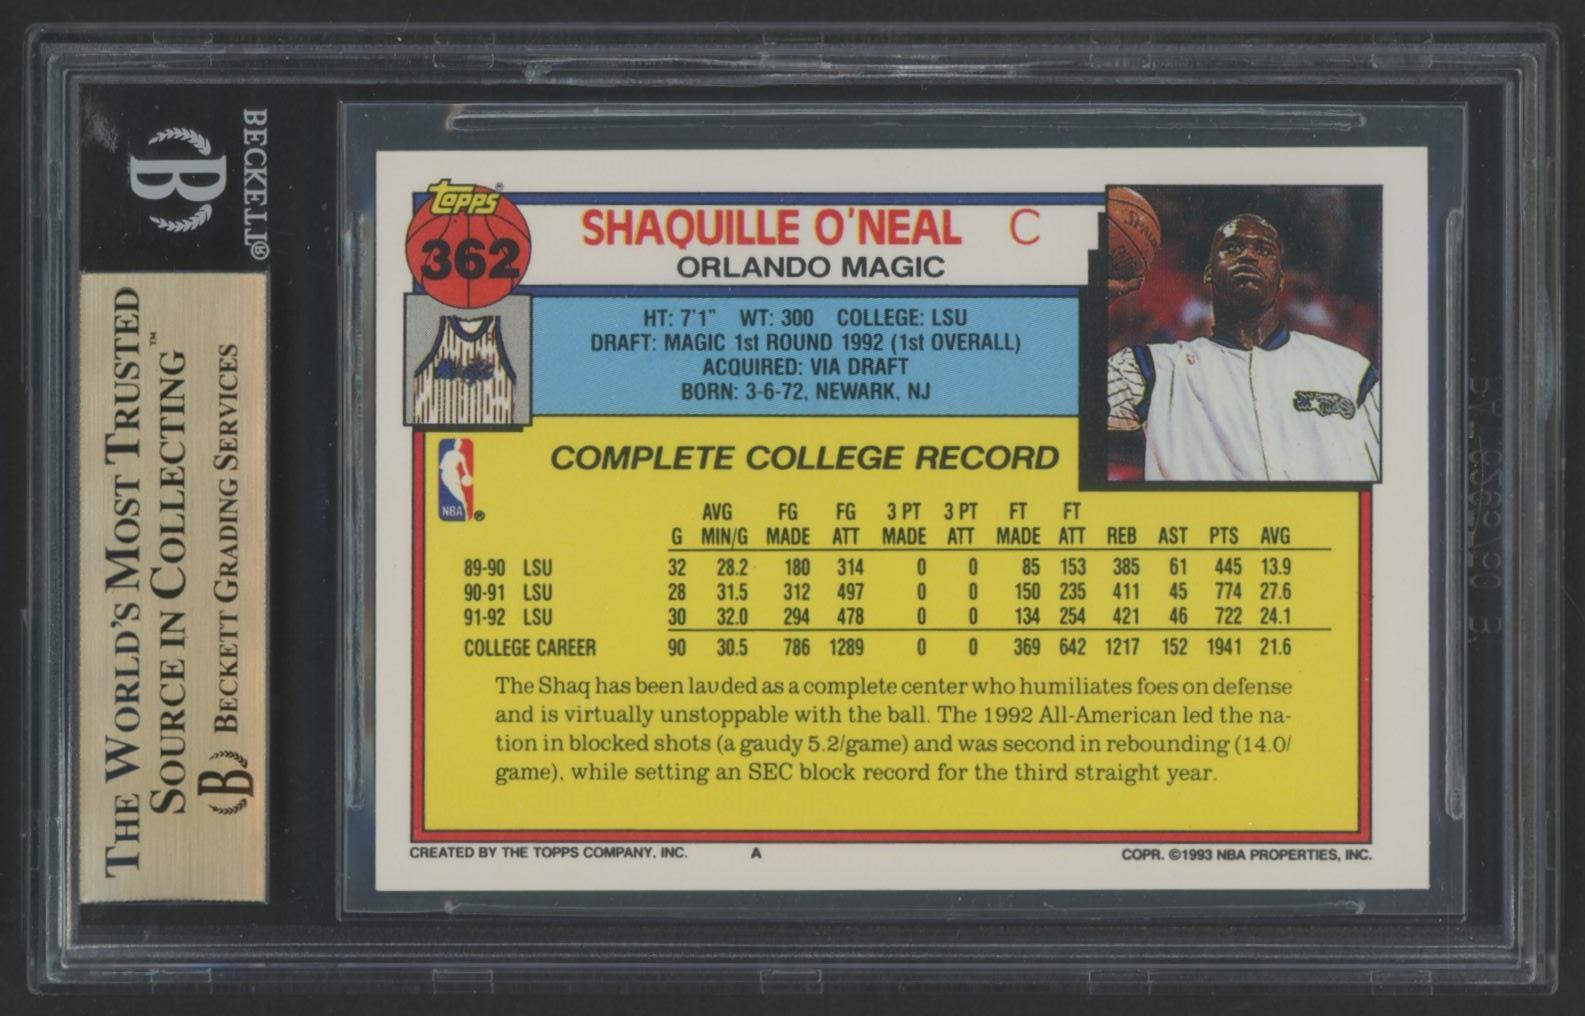 BECKETT®
B
THE WORLD'S MOST TRUSTED
SOURCE IN COLLECTING™
BECKETT GRADING SERVICES
B
topps®
362
SHAQUILLE O'NEAL C
ORLANDO MAGIC
HT: 7'1" WT: 300 COLLEGE: LSU
DRAFT: MAGIC 1st ROUND 1992 (1st OVERALL)
ACQUIRED: VIA DRAFT
BORN: 3-6-72, NEWARK, NJ
SPALDING
NBA ®
COMPLETE COLLEGE RECORD
AVG FG FG 3 PT 3 PT FT FT
G MIN/G MADE ATT MADE ATT MADE ATT REB AST PTS AVG
89-90 LSU 32 28.2 180 314 0 0 85 153 385 61 445 13.9
90-91 LSU 28 31.5 312 497 0 0 150 235 411 45 774 27.6
91-92 LSU 30 32.0 294 478 0 0 134 254 421 46 722 24.1
COLLEGE CAREER 90 30.5 786 1289 0 0 369 642 1217 152 1941 21.6
The Shaq has been lauded as a complete center who humiliates foes on defense
and is virtually unstoppable with the ball. The 1992 All-American led the na-
tion in blocked shots (a gaudy 5.2/game) and was second in rebounding (14.0/
game), while setting an SEC block record for the third straight year.
CREATED BY THE TOPPS COMPANY, INC. A COPR. ©1993 NBA PROPERTIES, INC.